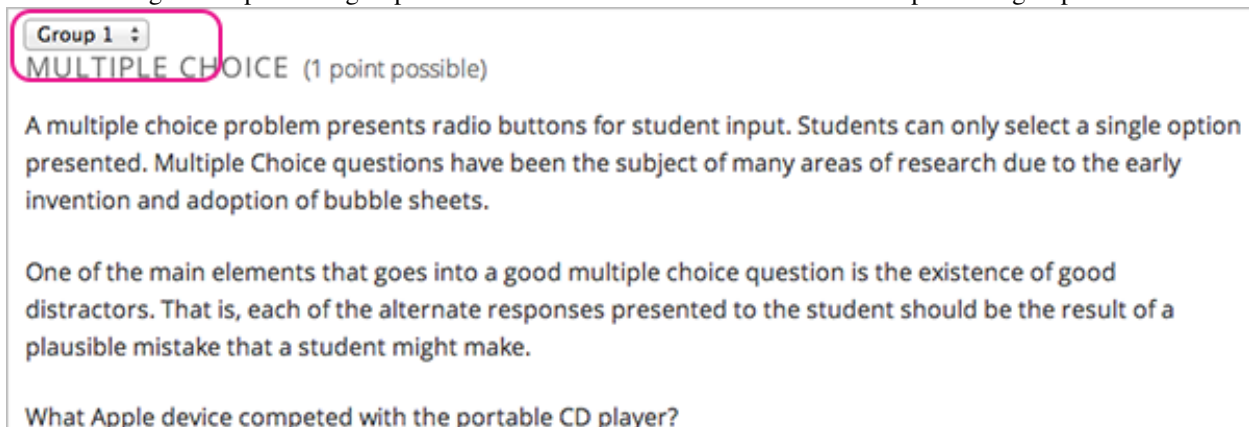 Group 1
MULTIPLE CHOICE (1 point possible)
A multiple choice problem presents radio buttons for student input. Students can only select a single option
presented. Multiple Choice questions have been the subject of many areas of research due to the early
invention and adoption of bubble sheets.
One of the main elements that goes into a good multiple choice question is the existence of good
distractors. That is, each of the alternate responses presented to the student should be the result of a
plausible mistake that a student might make.
What Apple device competed with the portable CD player?